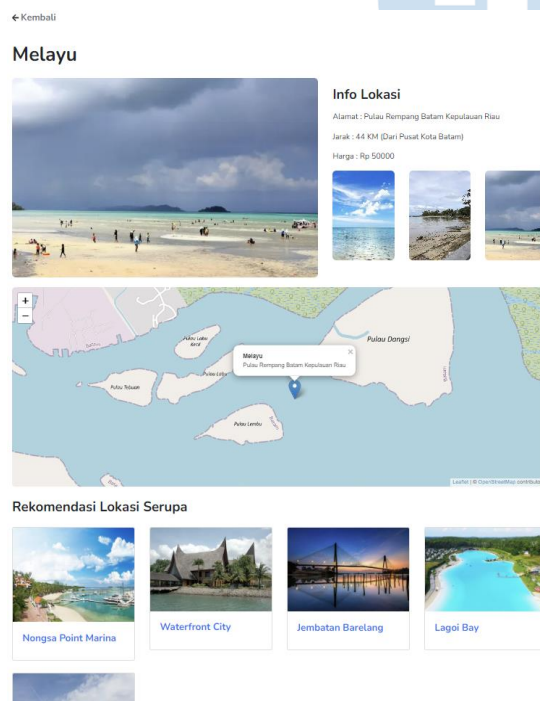 ← Kembali
Melayu
Info Lokasi
Alamat : Pulau Rempang Batam Kepulauan Riau
Jarak : 44 KM (Dari Pusat Kota Batam)
Harga : Rp 50000
+
−
Pulau Dangsi
Melayu
×
Pulau Rempang Batam Kepulauan Riau
Pulau Tebuan
Pulau Lembu
Leaflet | © OpenStreetMap
Rekomendasi Lokasi Serupa
Nongsa Point Marina
Waterfront City
Jembatan Barelang
Lagoi Bay